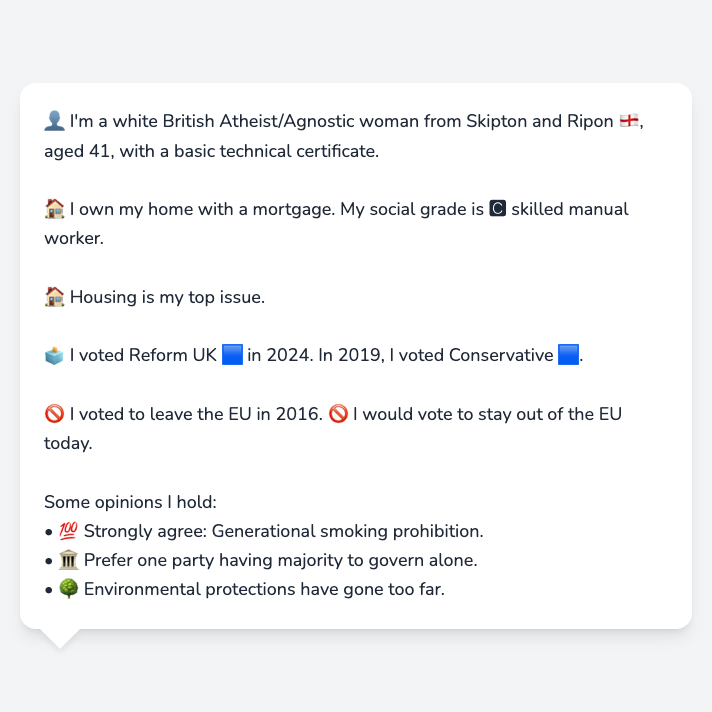 👤 I'm a white British Atheist/Agnostic woman from Skipton and Ripon 🏴󠁧󠁢󠁥󠁮󠁧󠁿,
aged 41, with a basic technical certificate.
🏠 I own my home with a mortgage. My social grade is 🅲 skilled manual
worker.
🏠 Housing is my top issue.
🗳️ I voted Reform UK 🟦 in 2024. In 2019, I voted Conservative 🟦.
🚫 I voted to leave the EU in 2016. 🚫 I would vote to stay out of the EU
today.
Some opinions I hold:
• 💯 Strongly agree: Generational smoking prohibition.
• 🏛️ Prefer one party having majority to govern alone.
• 🌳 Environmental protections have gone too far.